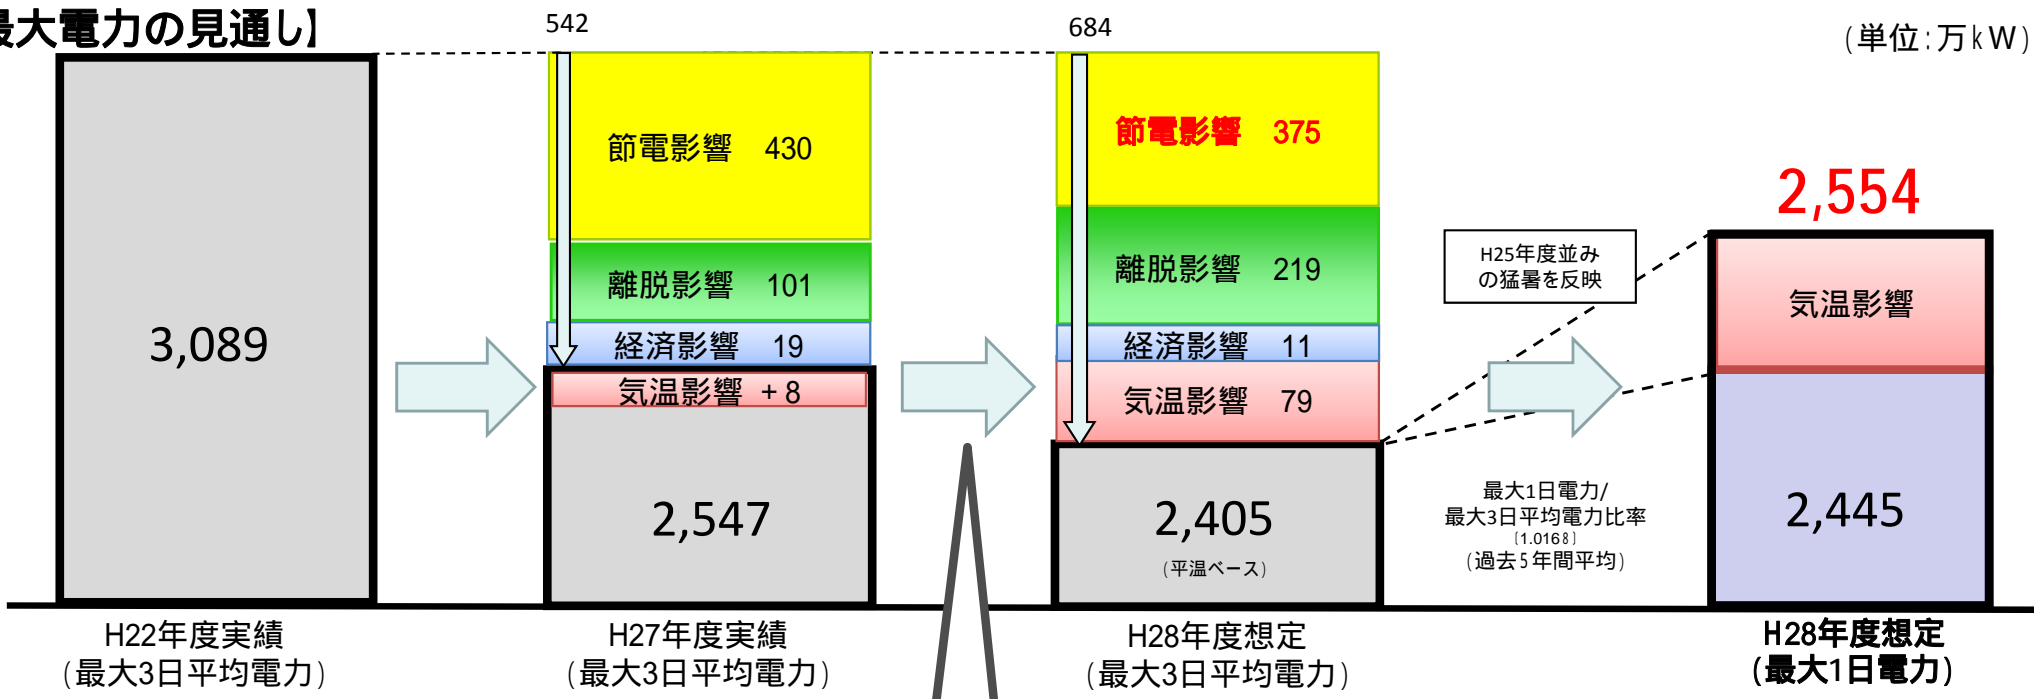 最大電力の見通し】
(単位:万kW)
542
684
3,089
節電影響 430
離脱影響 101
経済影響 19
気温影響 +8
2,547
節電影響 375
離脱影響 219
経済影響 11
気温影響 79
2,405
(平温ベース)
H25年度並み
の猛暑を反映
最大1日電力/
最大3日平均電力比率
[1.0168]
(過去5年間平均)
2,554
気温影響
2,445
H22年度実績
(最大3日平均電力)
H27年度実績
(最大3日平均電力)
H28年度想定
(最大3日平均電力)
H28年度想定
(最大1日電力)